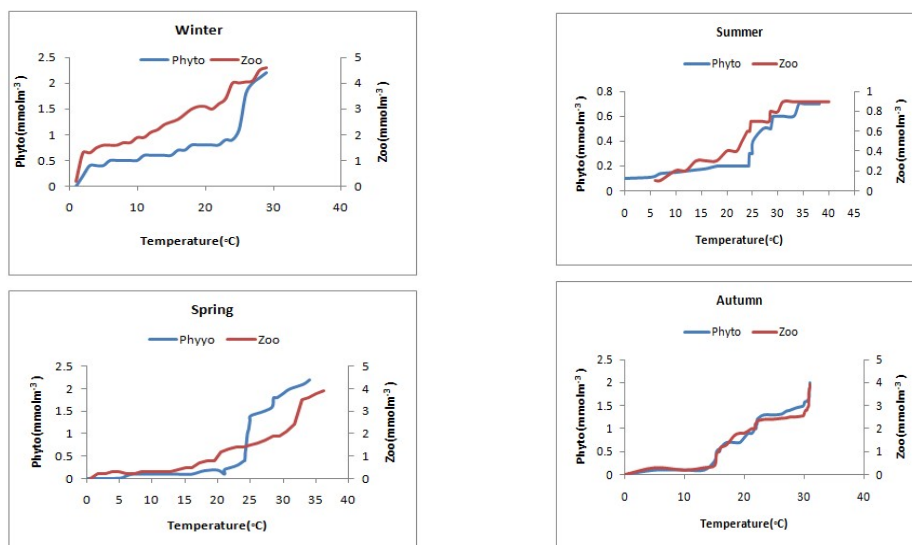 Winter
Phyto Zoo
Phyto(mmolm⁻³)
2.5
2
1.5
1
0.5
0
Zoo(mmolm⁻³)
5
4
3
2
1
0
0 10 20 30 40
Temperature(°C)
Summer
Phyto Zoo
Phyto(mmolm⁻³)
0.8
0.6
0.4
0.2
0
Zoo(mmolm⁻³)
1
0.8
0.6
0.4
0.2
0
0 5 10 15 20 25 30 35 40 45
Temperature(°C)
Spring
Phyyo Zoo
Phyto(mmolm⁻³)
2.5
2
1.5
1
0.5
0
Zoo(mmolm⁻³)
5
4
3
2
1
0
0 5 10 15 20 25 30 35
Temperature(°C)
Autumn
Phyto Zoo
Phyto(mmolm⁻³)
2.5
2
1.5
1
0.5
0
Zoo(mmolm⁻³)
5
4
3
2
1
0
0 10 20 30 40
Temperature(°C)